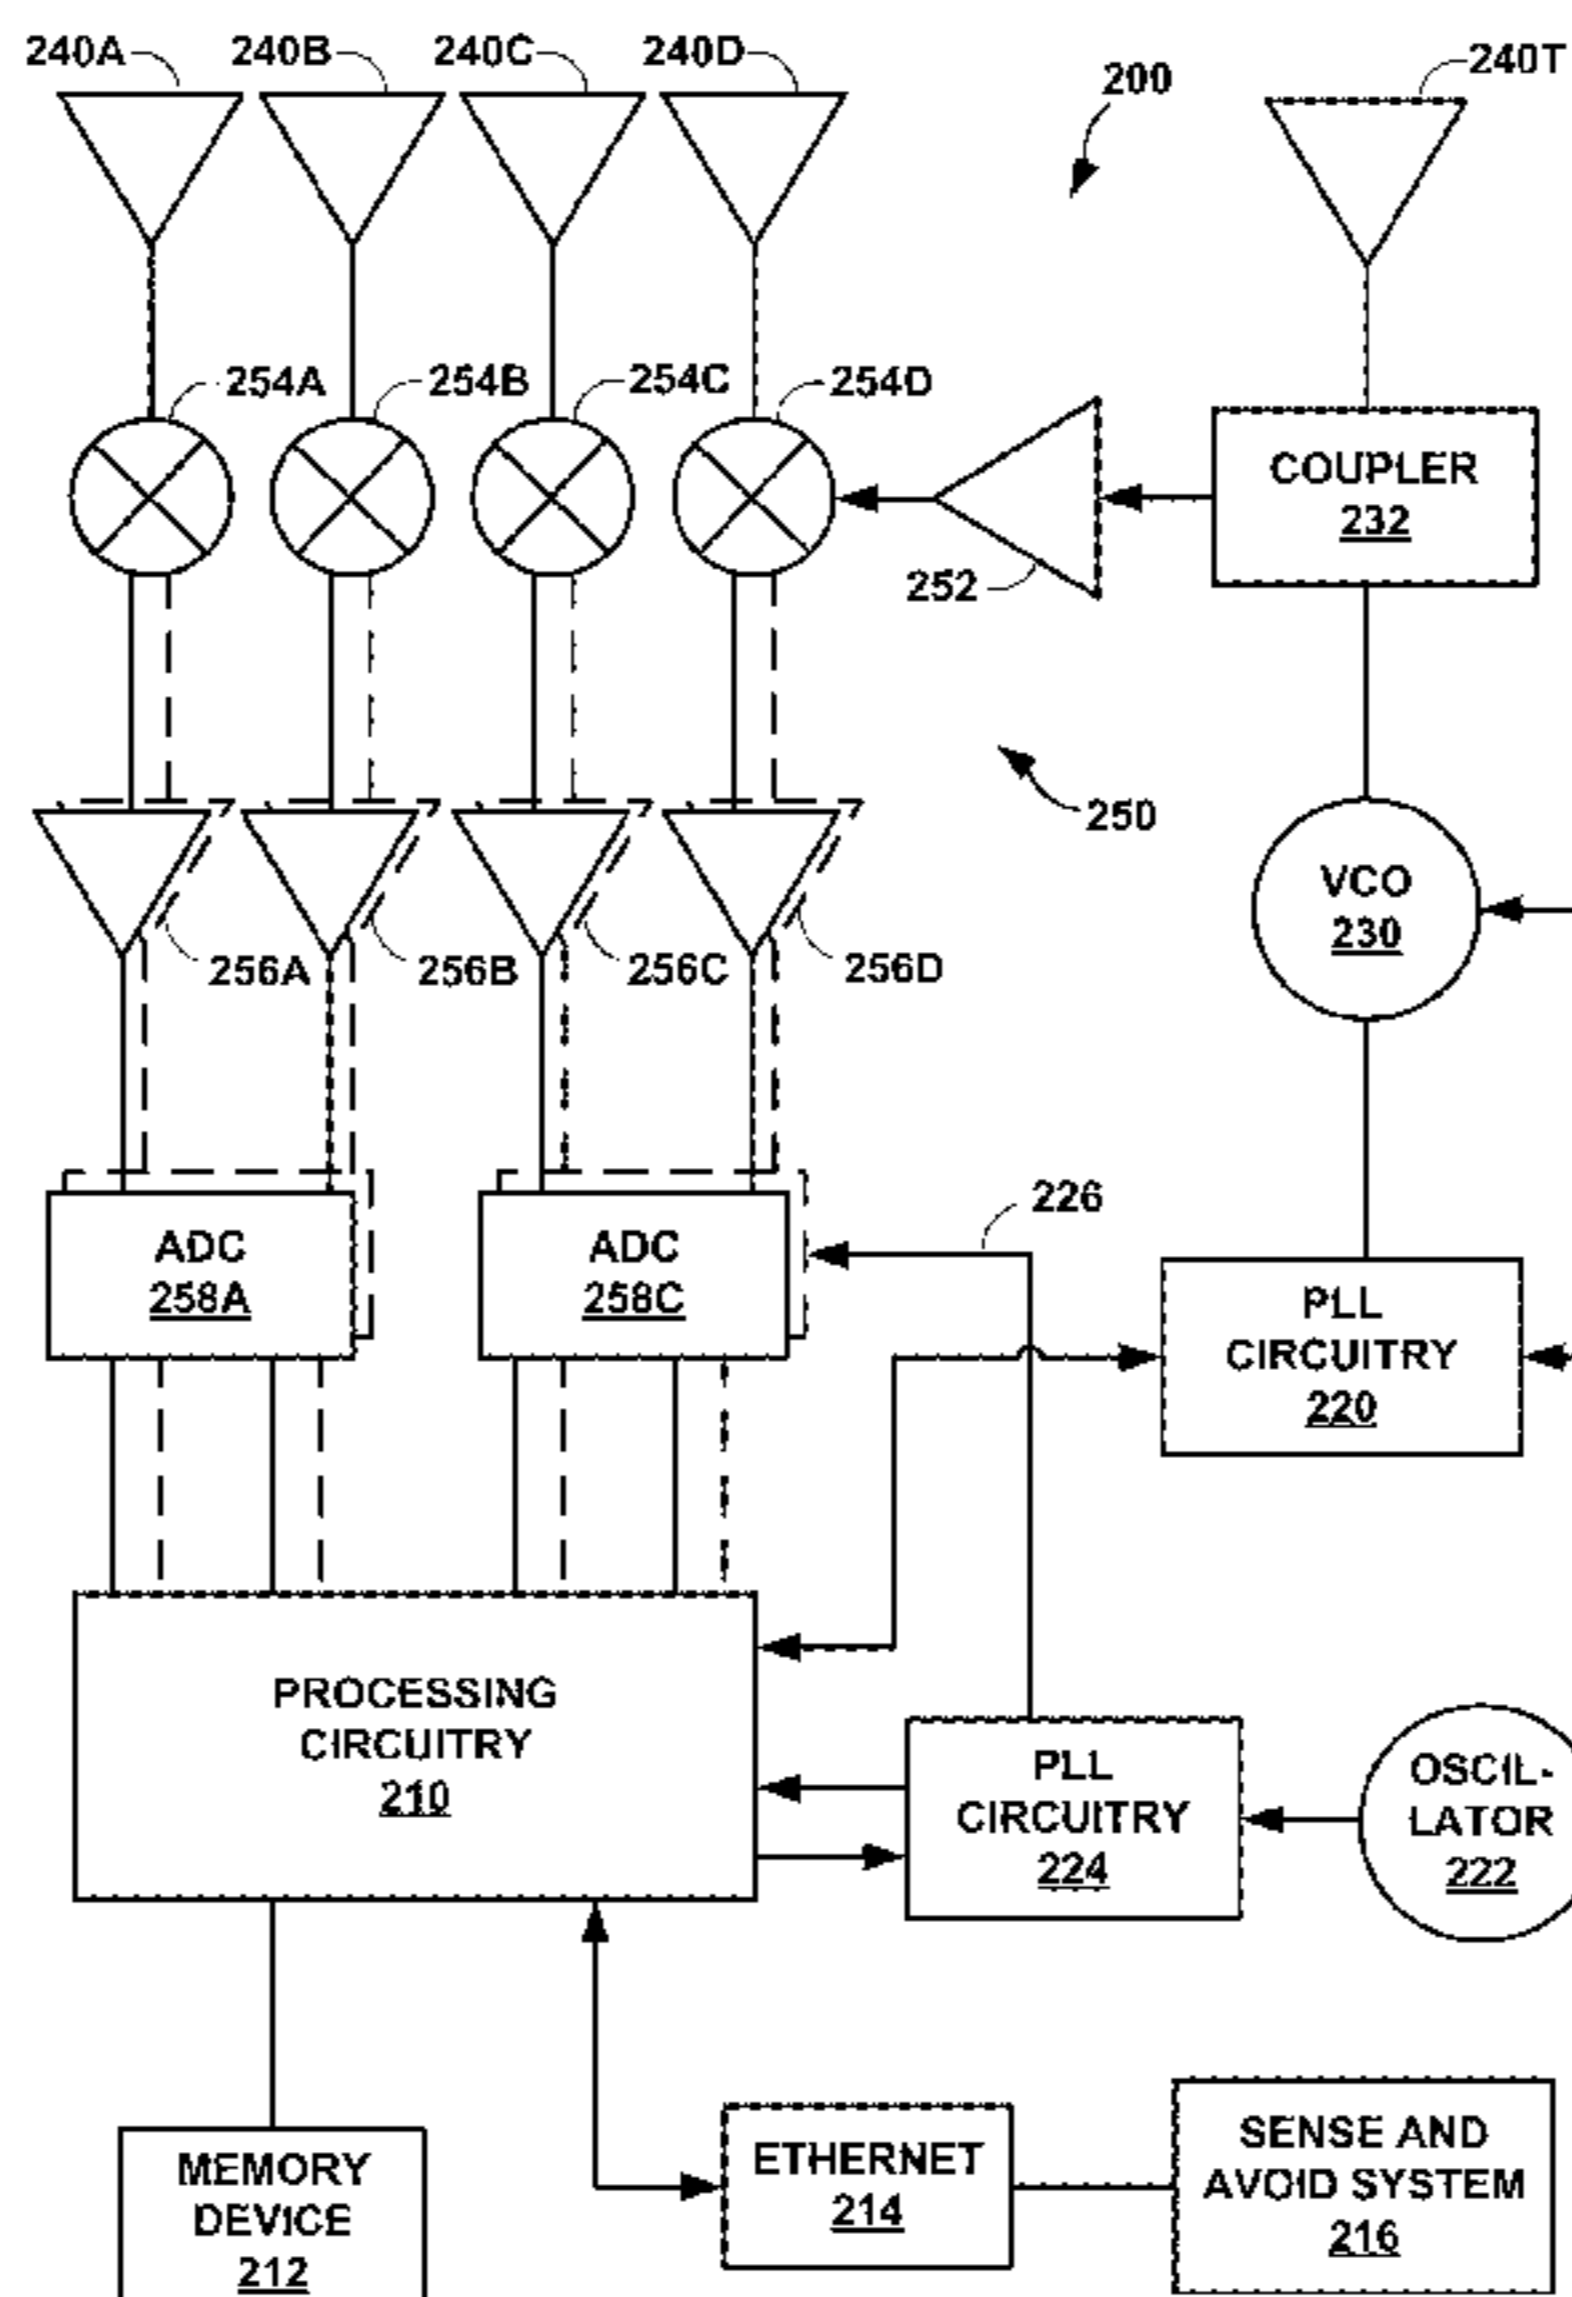 240A
240B
240C
240D
200
240T
254A
254B
254C
254D
COUPLER
232
252
250
VCO
230
256A
256B
256C
256D
226
ADC
258A
ADC
258C
PLL
CIRCUITRY
220
PROCESSING
CIRCUITRY
210
PLL
CIRCUITRY
224
OSCIL-
LATOR
222
MEMORY
DEVICE
212
ETHERNET
214
SENSE AND
AVOID SYSTEM
216